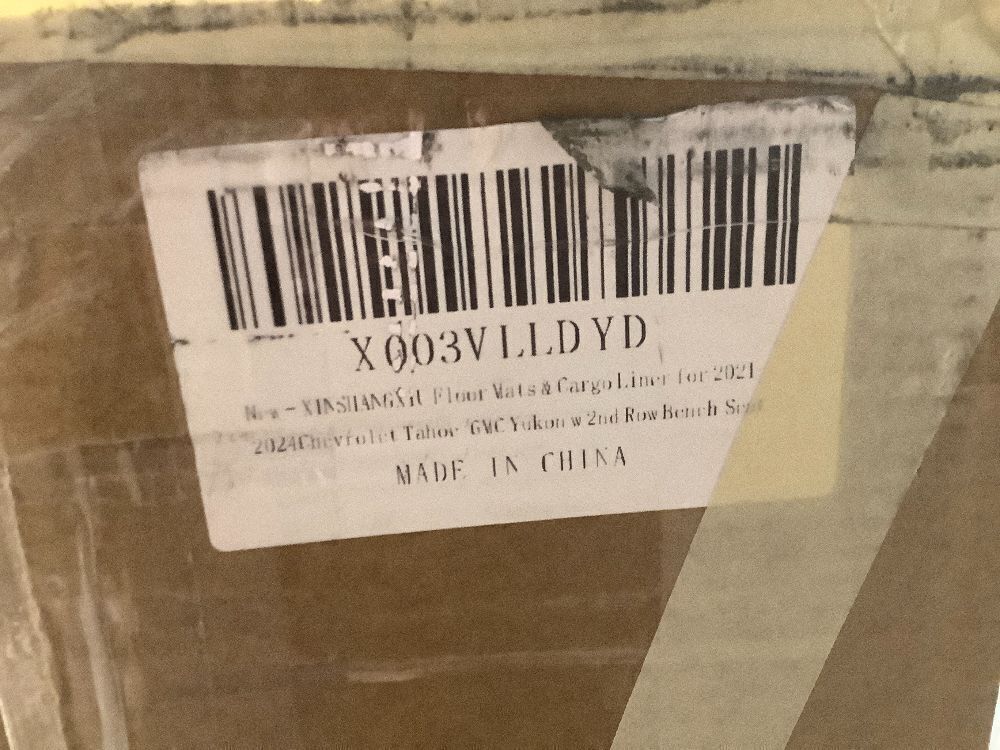 X003VLLDYD
New - Floor Mats & Cargo Liner for 2021
2024Chevrolet Tahoe GMC Yukon w 2nd Row Bench Seat
MADE IN CHINA